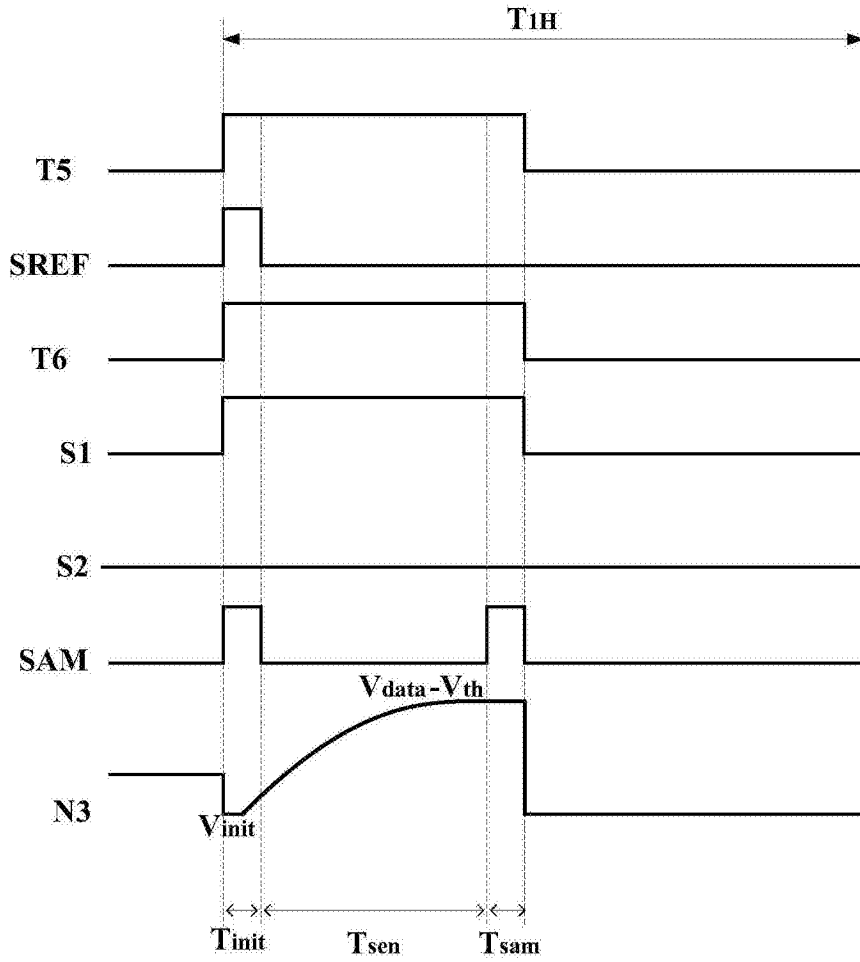 T1H
T5
SREF
T6
S1
S2
SAM
Vdata-Vth
N3
Vinit
Tinit
Tsen
Tsam